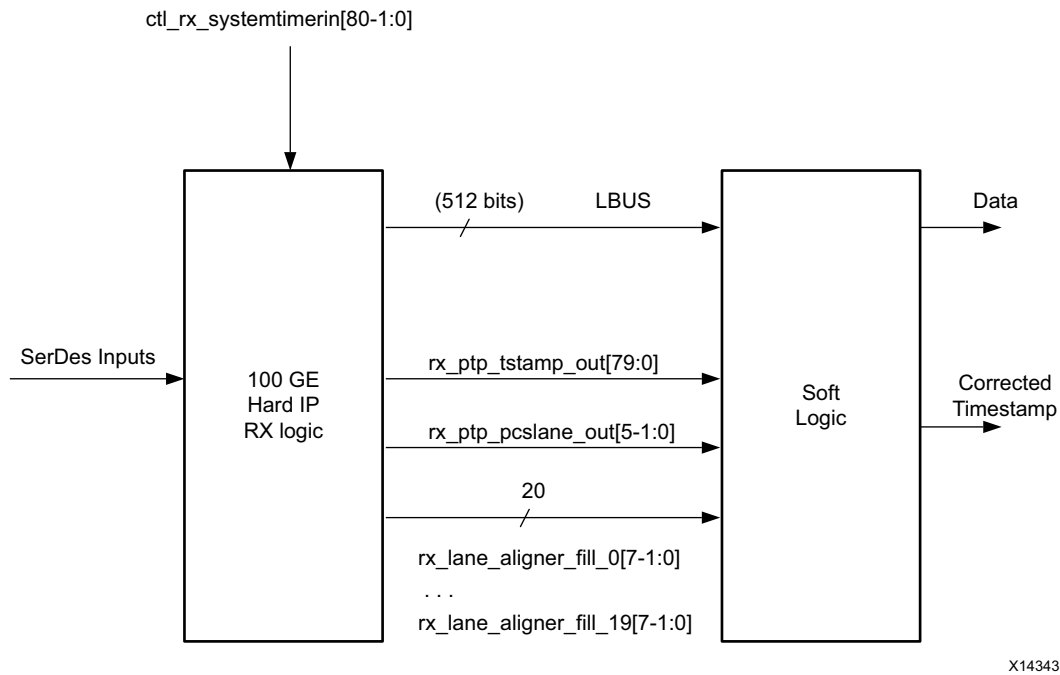 ctl_rx_systemtimerin[80-1:0]
(512 bits) LBUS
Data
SerDes Inputs
100 GE
Hard IP
RX logic
rx_ptp_tstamp_out[79:0]
rx_ptp_pcslane_out[5-1:0]
20
rx_lane_aligner_fill_0[7-1:0]
. . .
rx_lane_aligner_fill_19[7-1:0]
Soft
Logic
Corrected
Timestamp
X14343